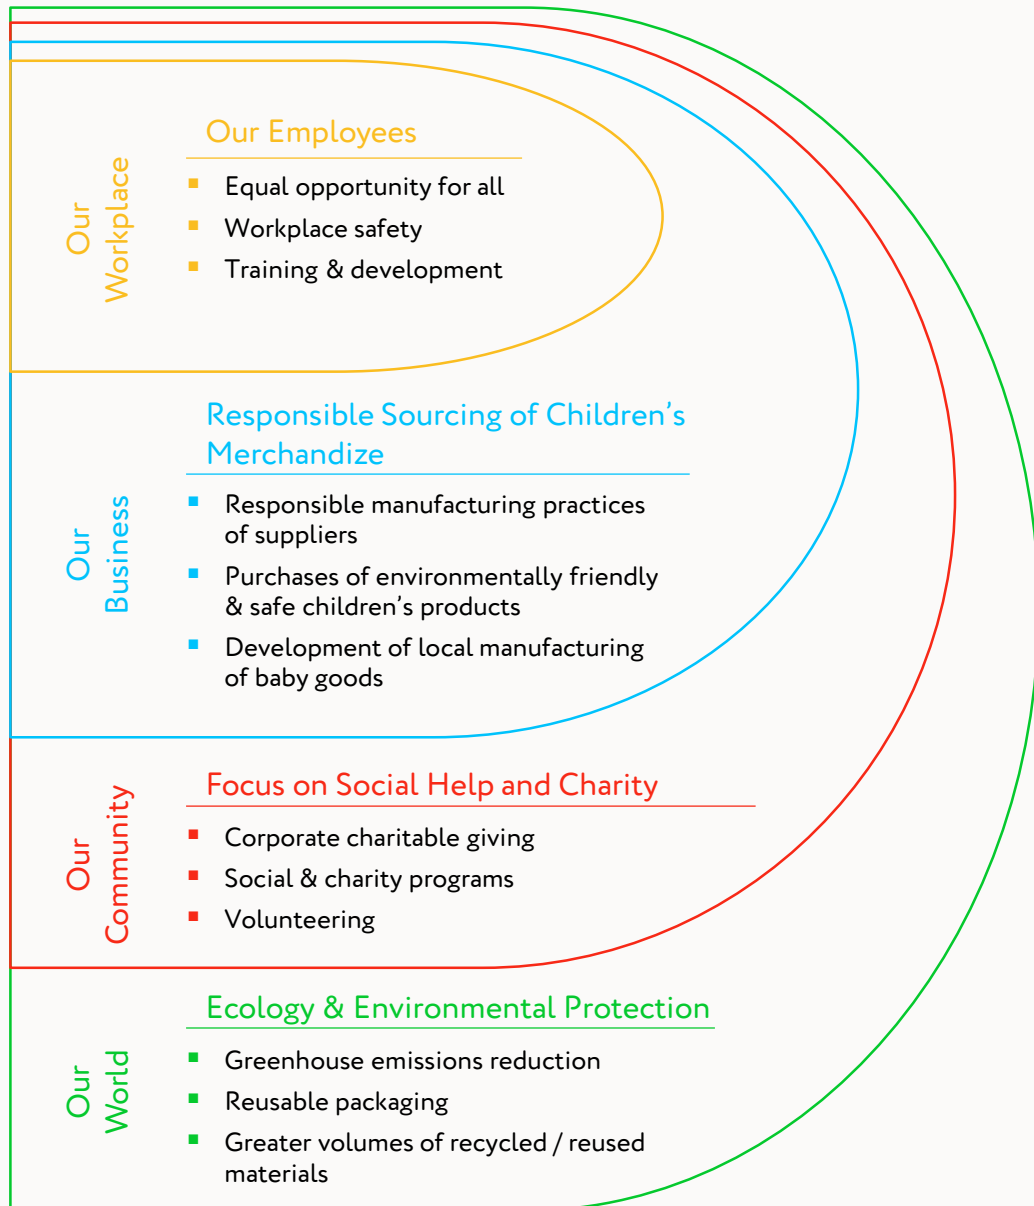 Our
Workplace
Our Employees
▪ Equal opportunity for all
▪ Workplace safety
▪ Training & development
Our
Business
Responsible Sourcing of Children’s
Merchandize
▪ Responsible manufacturing practices
of suppliers
▪ Purchases of environmentally friendly
& safe children’s products
▪ Development of local manufacturing
of baby goods
Our
Community
Focus on Social Help and Charity
▪ Corporate charitable giving
▪ Social & charity programs
▪ Volunteering
Our
World
Ecology & Environmental Protection
▪ Greenhouse emissions reduction
▪ Reusable packaging
▪ Greater volumes of recycled / reused
materials